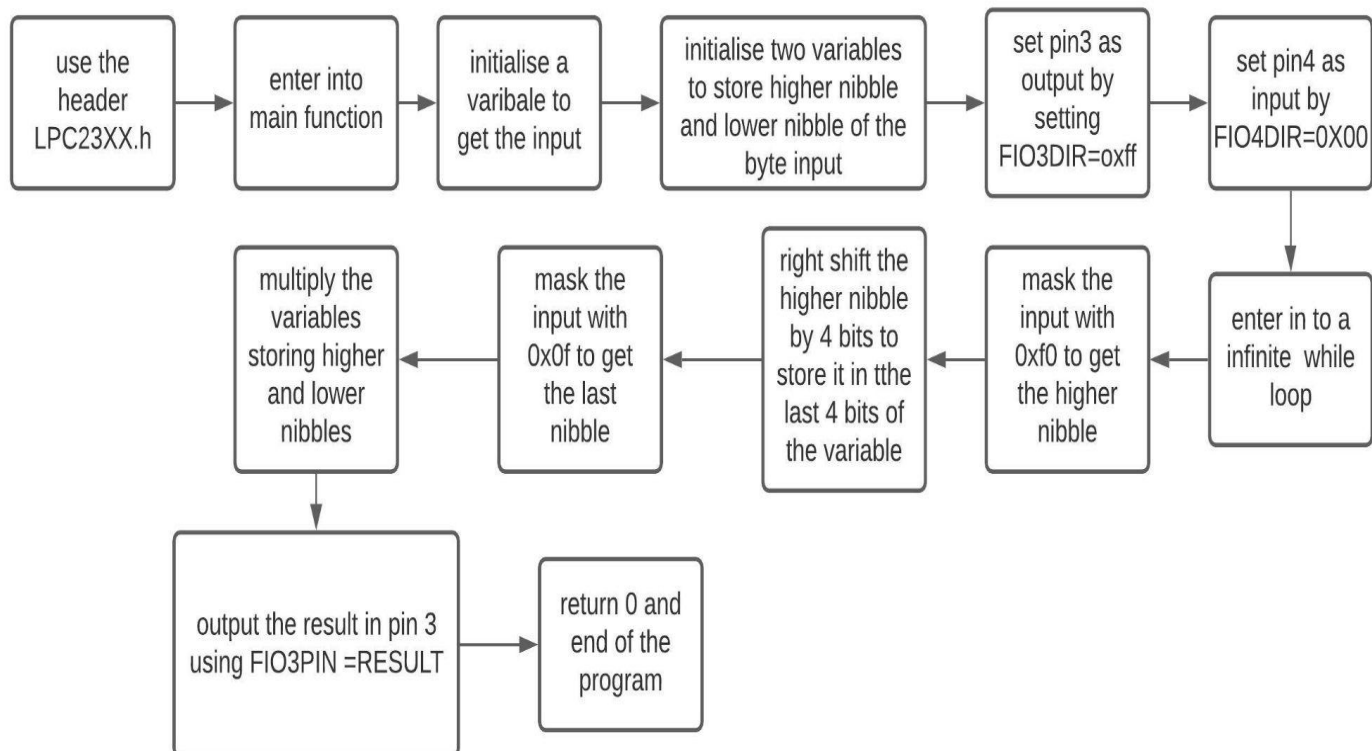 use the
header
LPC23XX.h
enter into
main function
initialise a
varibale to
get the input
initialise two variables
to store higher nibble
and lower nibble of the
byte input
set pin3 as
output by
setting
FIO3DIR=oxff
set pin4 as
input by
FIO4DIR=0X00
enter in to a
infinite while
loop
mask the
input with
0xf0 to get
the higher
nibble
right shift the
higher nibble
by 4 bits to
store it in tthe
last 4 bits of
the variable
mask the
input with
0x0f to get
the last
nibble
multiply the
variables
storing higher
and lower
nibbles
output the result in pin 3
using FIO3PIN =RESULT
return 0 and
end of the
program